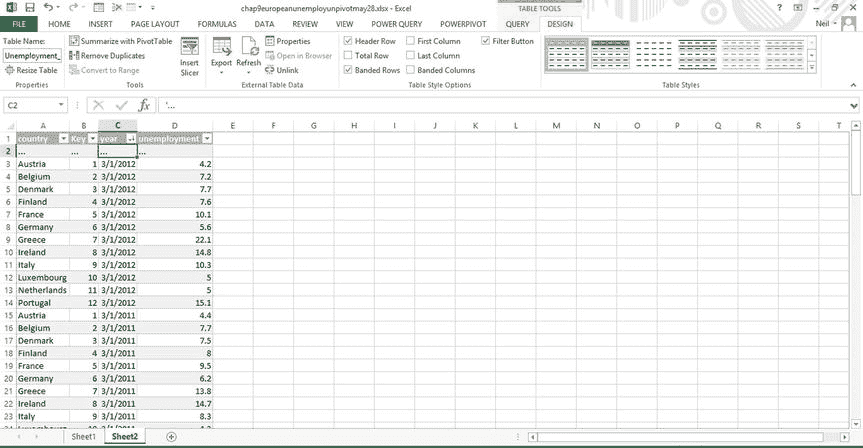 chap9europeanunemployunpivotmay28.xlsx - Excel
TABLE TOOLS
FILE HOME INSERT PAGE LAYOUT FORMULAS DATA REVIEW VIEW POWER QUERY POWERPIVOT QUERY DESIGN Neil
Table Name: Summarize with PivotTable Properties Header Row First Column Filter Button
Unemployment_ Remove Duplicates Insert Slicer Export Refresh Open in Browser Total Row Last Column
Resize Table Convert to Range Unlink Banded Rows Banded Columns
Properties Tools External Table Data Table Style Options Table Styles
C2 fx '...
A B C D E F G H I J K L M N O P Q R S T
1 country Key year unemployment
2 ... ... ... ...
3 Austria 1 3/1/2012 4.2
4 Belgium 2 3/1/2012 7.2
5 Denmark 3 3/1/2012 7.7
6 Finland 4 3/1/2012 7.6
7 France 5 3/1/2012 10.1
8 Germany 6 3/1/2012 5.6
9 Greece 7 3/1/2012 22.1
10 Ireland 8 3/1/2012 14.8
11 Italy 9 3/1/2012 10.3
12 Luxembourg 10 3/1/2012 5
13 Netherlands 11 3/1/2012 5
14 Portugal 12 3/1/2012 15.1
15 Austria 1 3/1/2011 4.4
16 Belgium 2 3/1/2011 7.7
17 Denmark 3 3/1/2011 7.5
18 Finland 4 3/1/2011 8
19 France 5 3/1/2011 9.5
20 Germany 6 3/1/2011 6.2
21 Greece 7 3/1/2011 13.8
22 Ireland 8 3/1/2011 14.7
23 Italy 9 3/1/2011 8.3
Sheet1 Sheet2